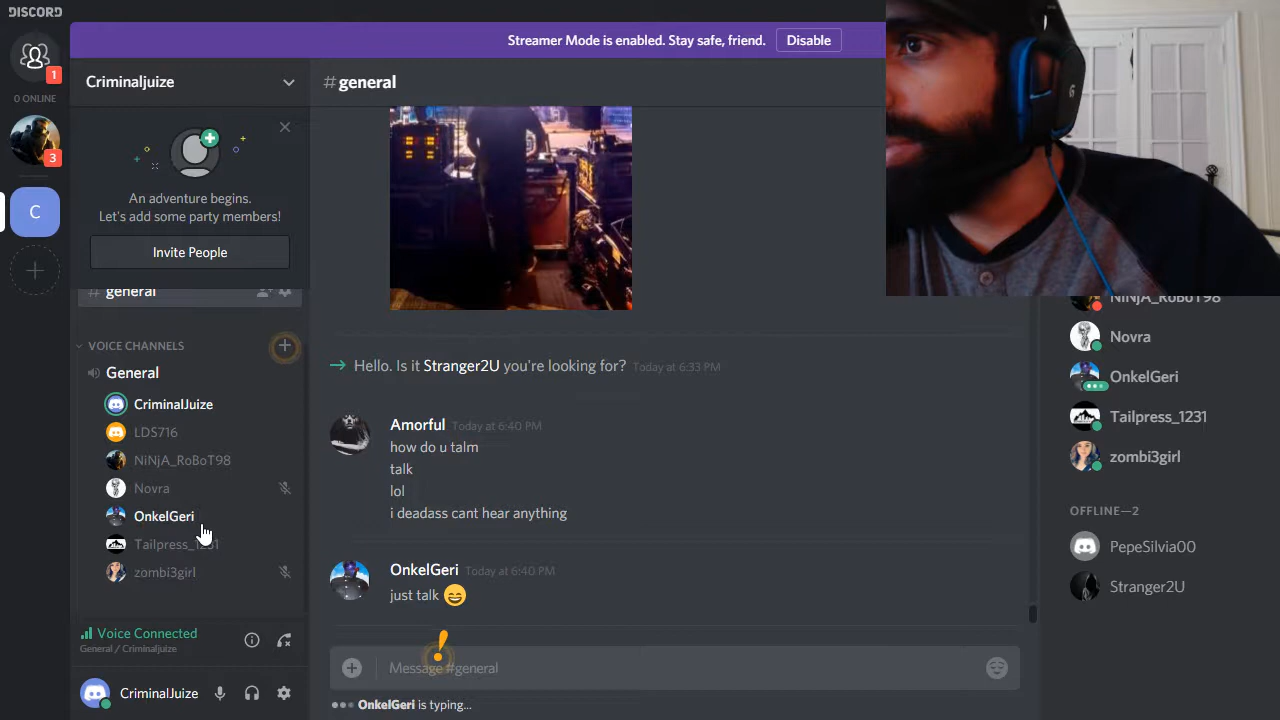 DISCORD
Streamer Mode is enabled. Stay safe, friend. Disable
1
0 ONLINE
3
C
Criminaljuize
An adventure begins.
Let's add some party members!
Invite People
# general
VOICE CHANNELS
General
CriminalJuize
LDS716
NiNjA_RoBoT98
Novra
OnkelGeri
Tailpress_1231
zombi3girl
Voice Connected
General / Criminaljuize
CriminalJuize
# general
Hello. Is it Stranger2U you're looking for? Today at 6:33 PM
Amorful Today at 6:40 PM
how do u talm
talk
lol
i deadass cant hear anything
OnkelGeri Today at 6:40 PM
just talk
Message #general
OnkelGeri is typing...
NiNjA_RoBoT98
Novra
OnkelGeri
Tailpress_1231
zombi3girl
OFFLINE—2
PepeSilvia00
Stranger2U